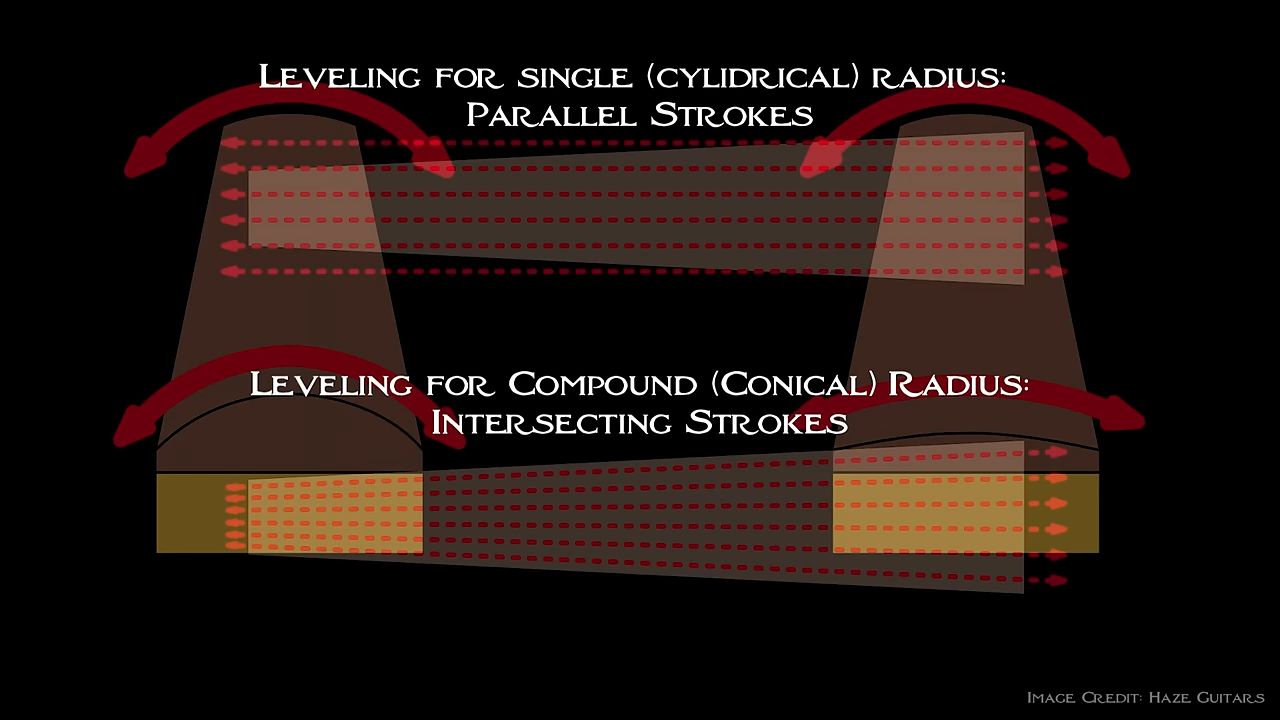 Leveling for single (cylidrical) radius:
Parallel Strokes
Leveling for Compound (Conical) Radius:
Intersecting Strokes
Image Credit: Haze Guitars